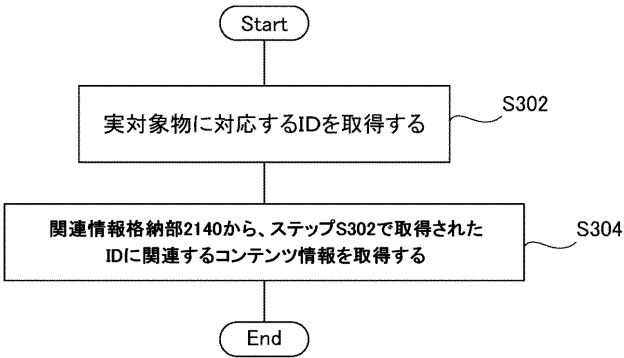 Start
実対象物に対応するIDを取得する
S302
関連情報格納部2140から、ステップS302で取得された
IDに関連するコンテンツ情報を取得する
S304
End